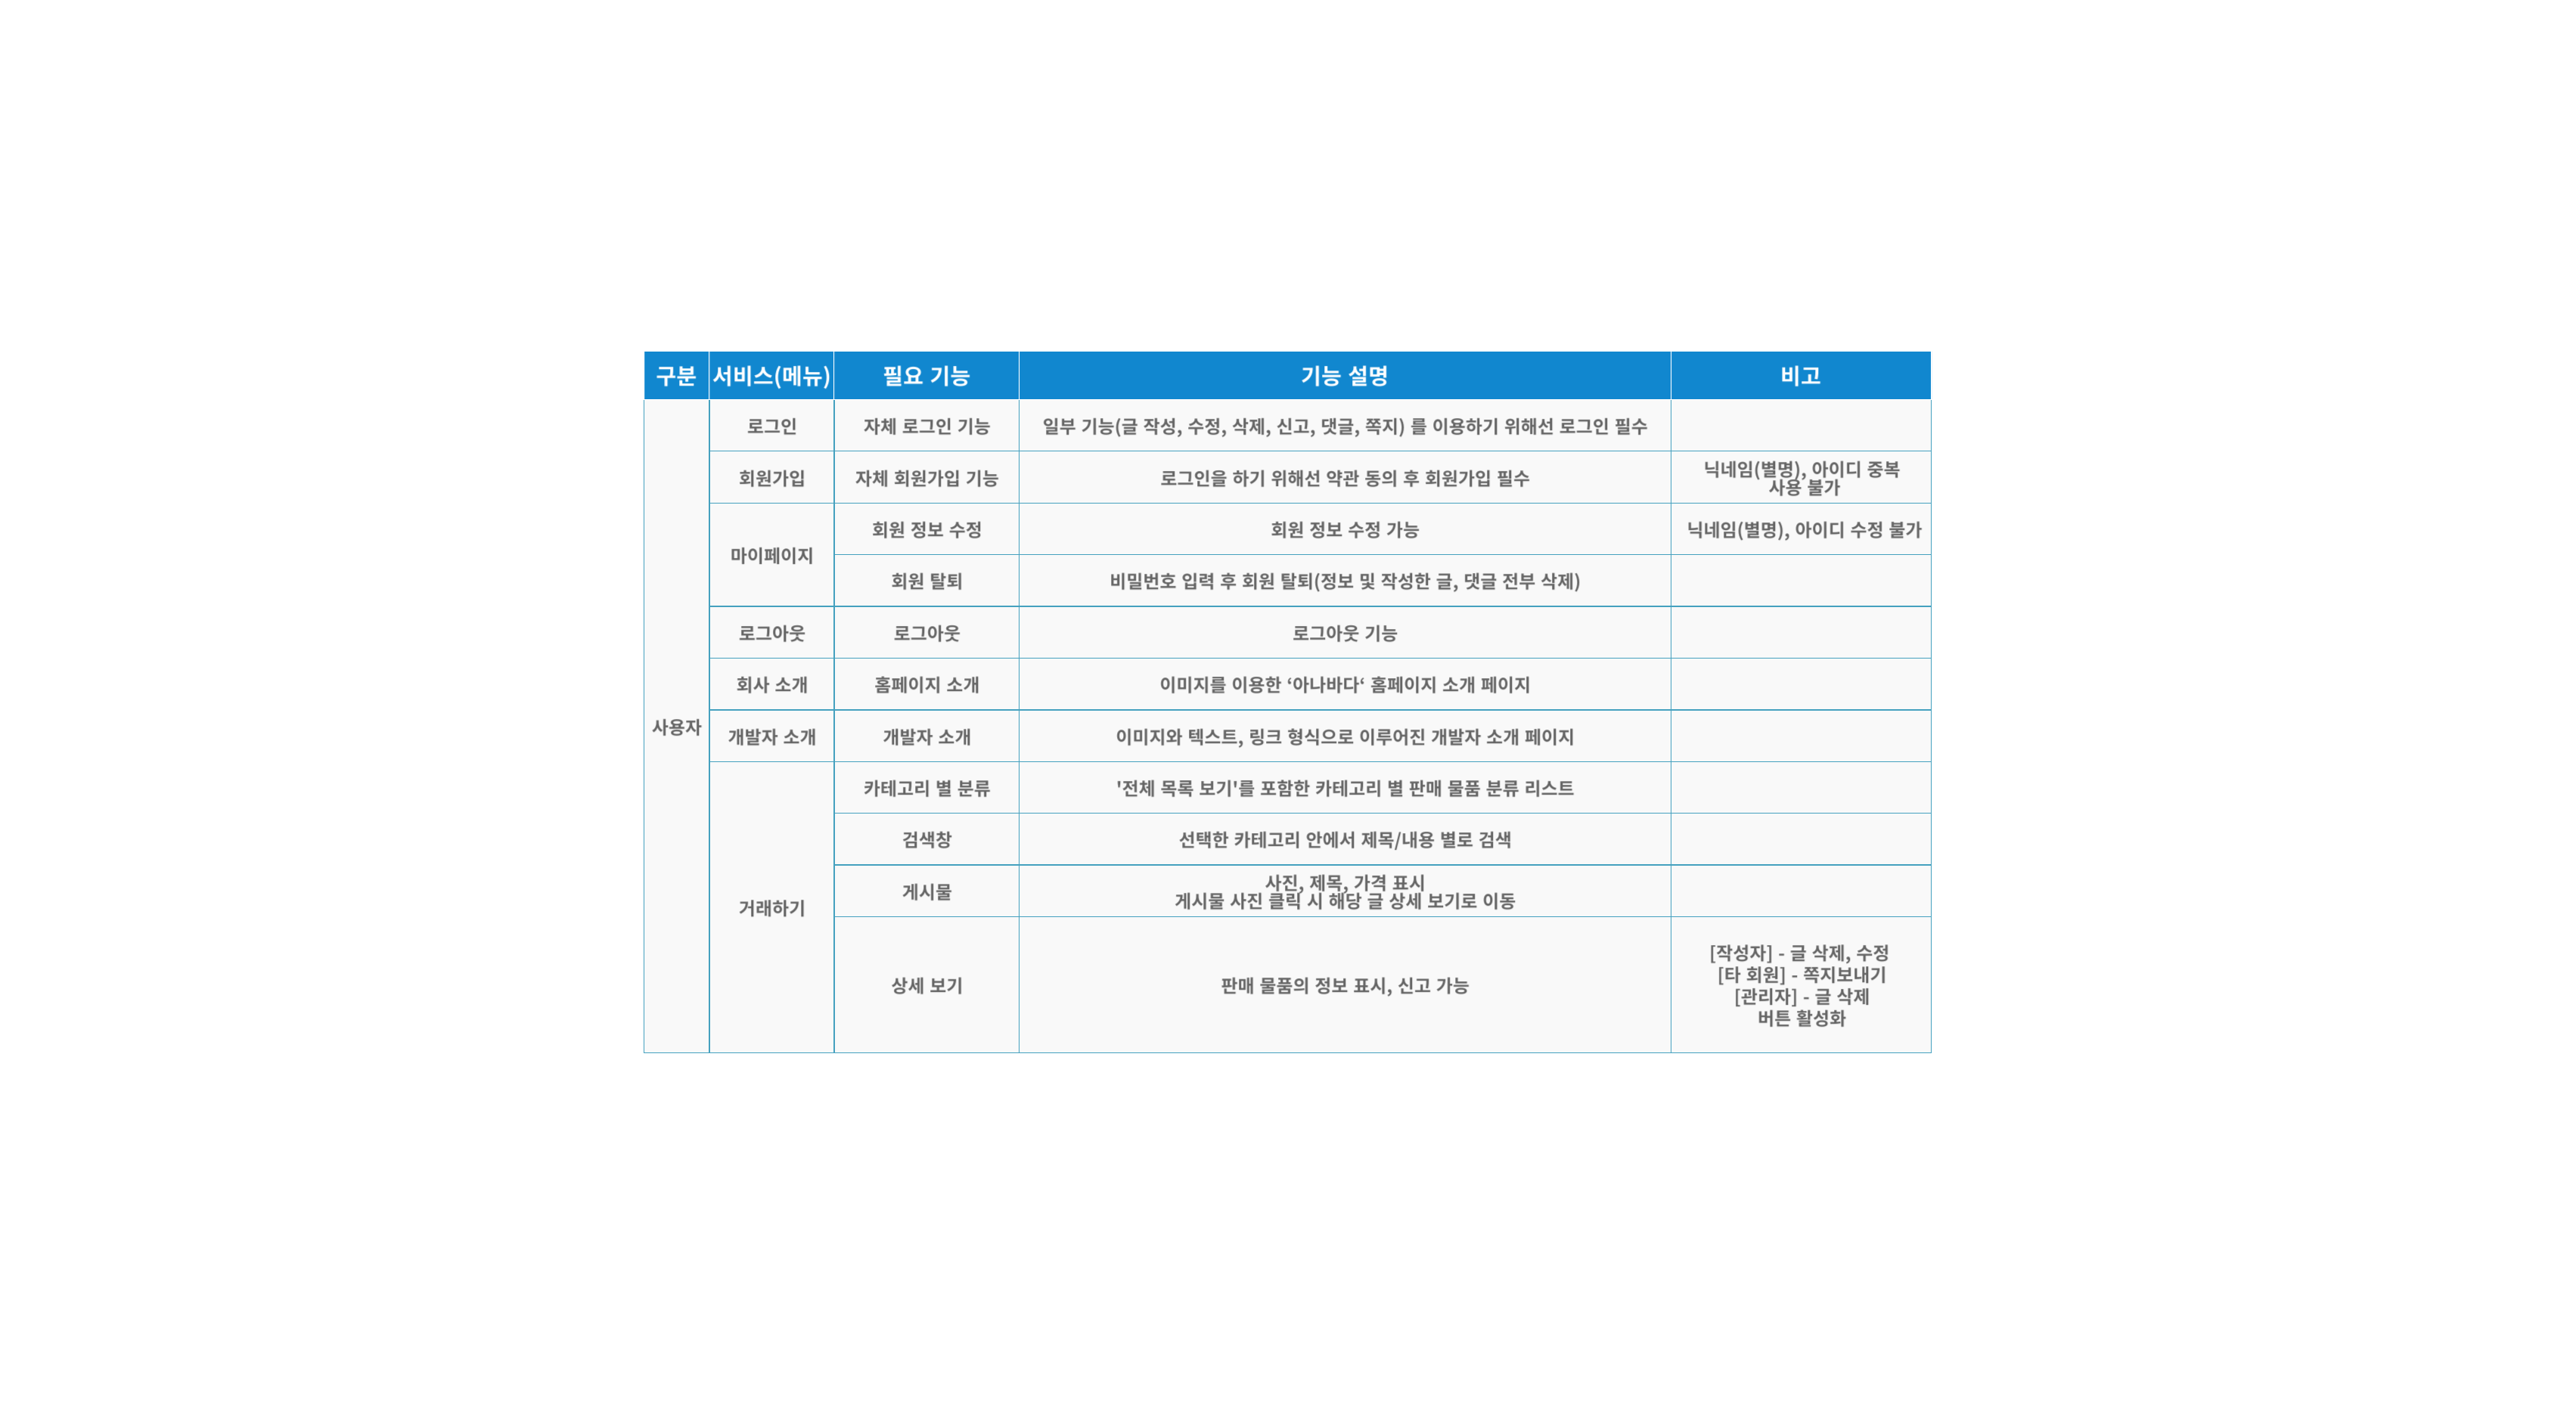 구분 서비스(메뉴) 필요 기능 기능 설명 비고
로그인 자체 로그인 기능 일부 기능(글 작성, 수정, 삭제, 신고, 댓글, 쪽지) 를 이용하기 위해선 로그인 필수
회원가입 자체 회원가입 기능 로그인을 하기 위해선 약관 동의 후 회원가입 필수 닉네임(별명), 아이디 중복
사용 불가
마이페이지 회원 정보 수정 회원 정보 수정 가능 닉네임(별명), 아이디 수정 불가
회원 탈퇴 비밀번호 입력 후 회원 탈퇴(정보 및 작성한 글, 댓글 전부 삭제)
로그아웃 로그아웃 로그아웃 기능
회사 소개 홈페이지 소개 이미지를 이용한 ‘아나바다‘ 홈페이지 소개 페이지
사용자 개발자 소개 개발자 소개 이미지와 텍스트, 링크 형식으로 이루어진 개발자 소개 페이지
카테고리 별 분류 '전체 목록 보기'를 포함한 카테고리 별 판매 물품 분류 리스트
검색창 선택한 카테고리 안에서 제목/내용 별로 검색
거래하기 게시물 사진, 제목, 가격 표시
게시물 사진 클릭 시 해당 글 상세 보기로 이동
상세 보기 판매 물품의 정보 표시, 신고 가능 [작성자] - 글 삭제, 수정
[타 회원] - 쪽지보내기
[관리자] - 글 삭제
버튼 활성화